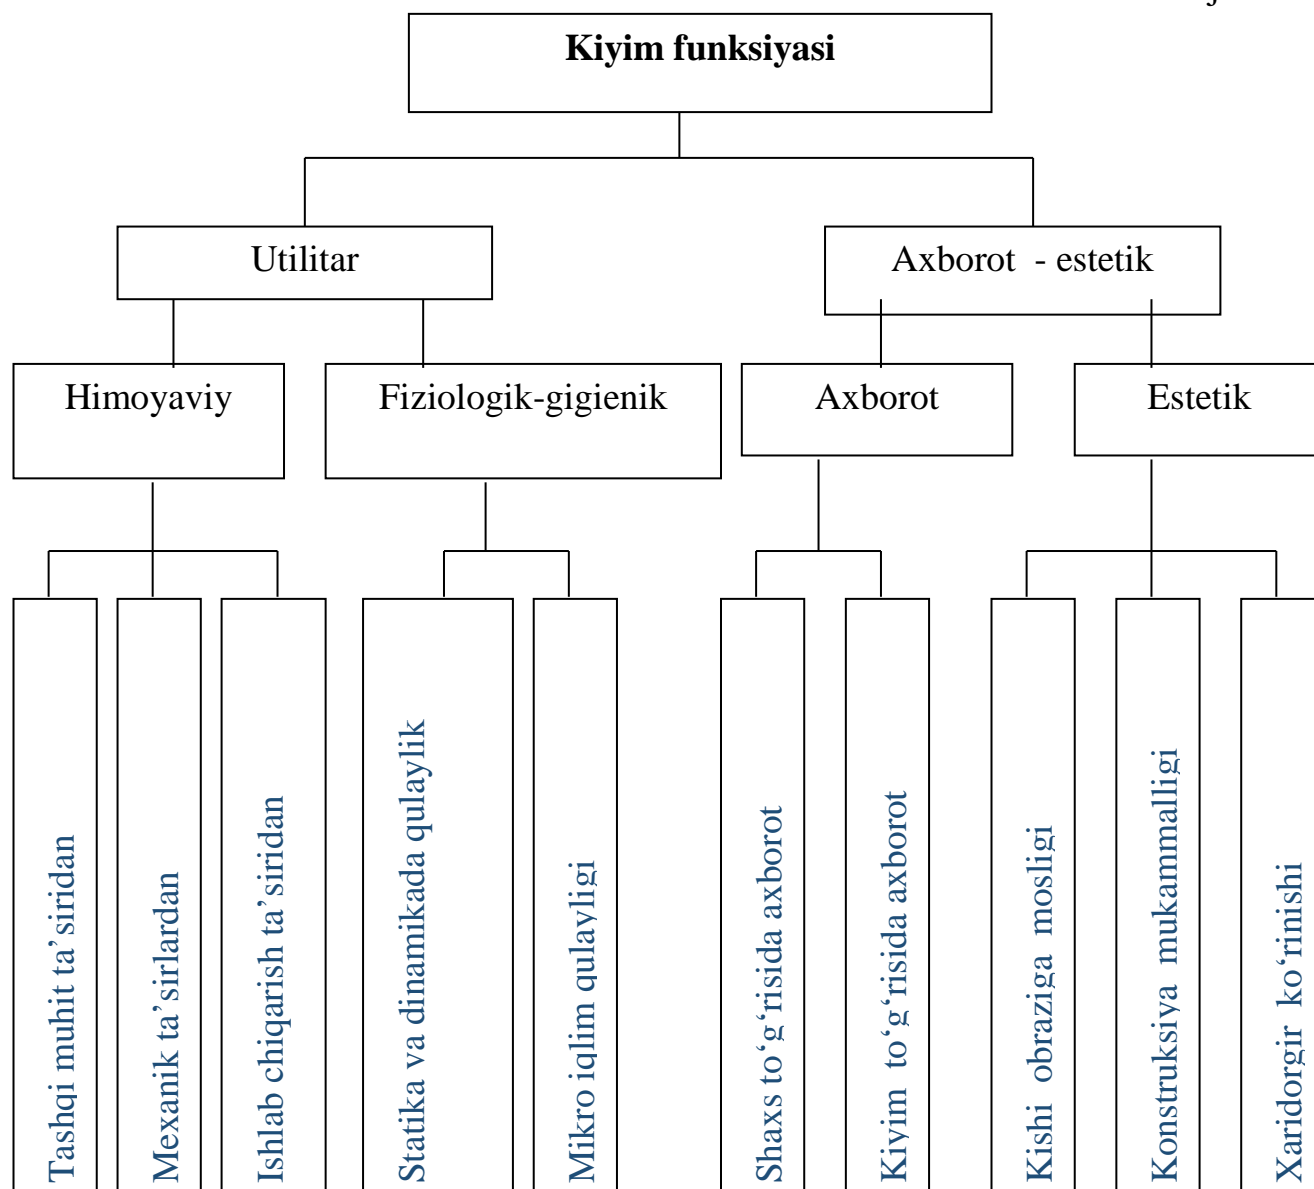 Kiyim funksiyasi
Utilitar
Axborot - estetik
Himoyaviy
Fiziologik-gigienik
Axborot
Estetik
Tashqi muhit ta’siridan
Mexanik ta’sirlardan
Ishlab chiqarish ta’siridan
Statika va dinamikada qulaylik
Mikro iqlim qulayligi
Shaxs to‘g‘risida axborot
Kiyim to‘g‘risida axborot
Kishi obraziga mosligi
Konstruksiya mukammalligi
Xaridorgir ko‘rinishi